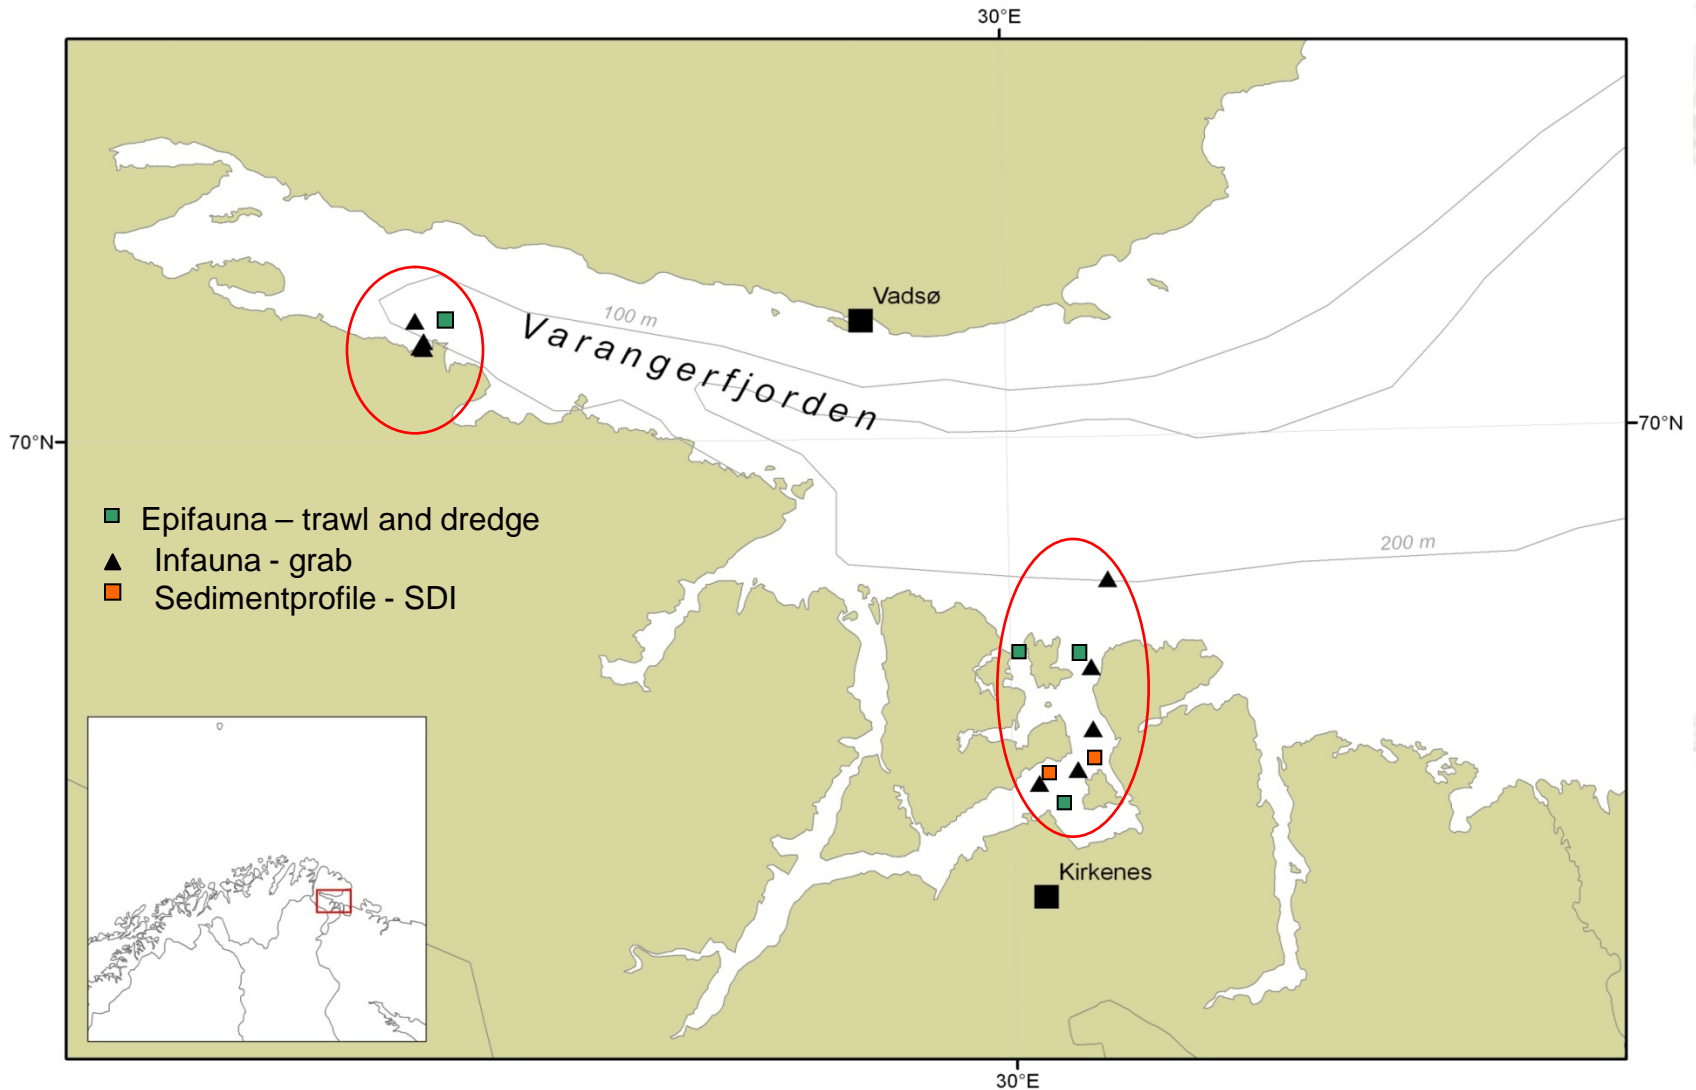 30°E
Vadsø
100 m
Varangerfjorden
70°N
70°N
Epifauna – trawl and dredge
Infauna - grab
Sedimentprofile - SDI
200 m
Kirkenes
30°E